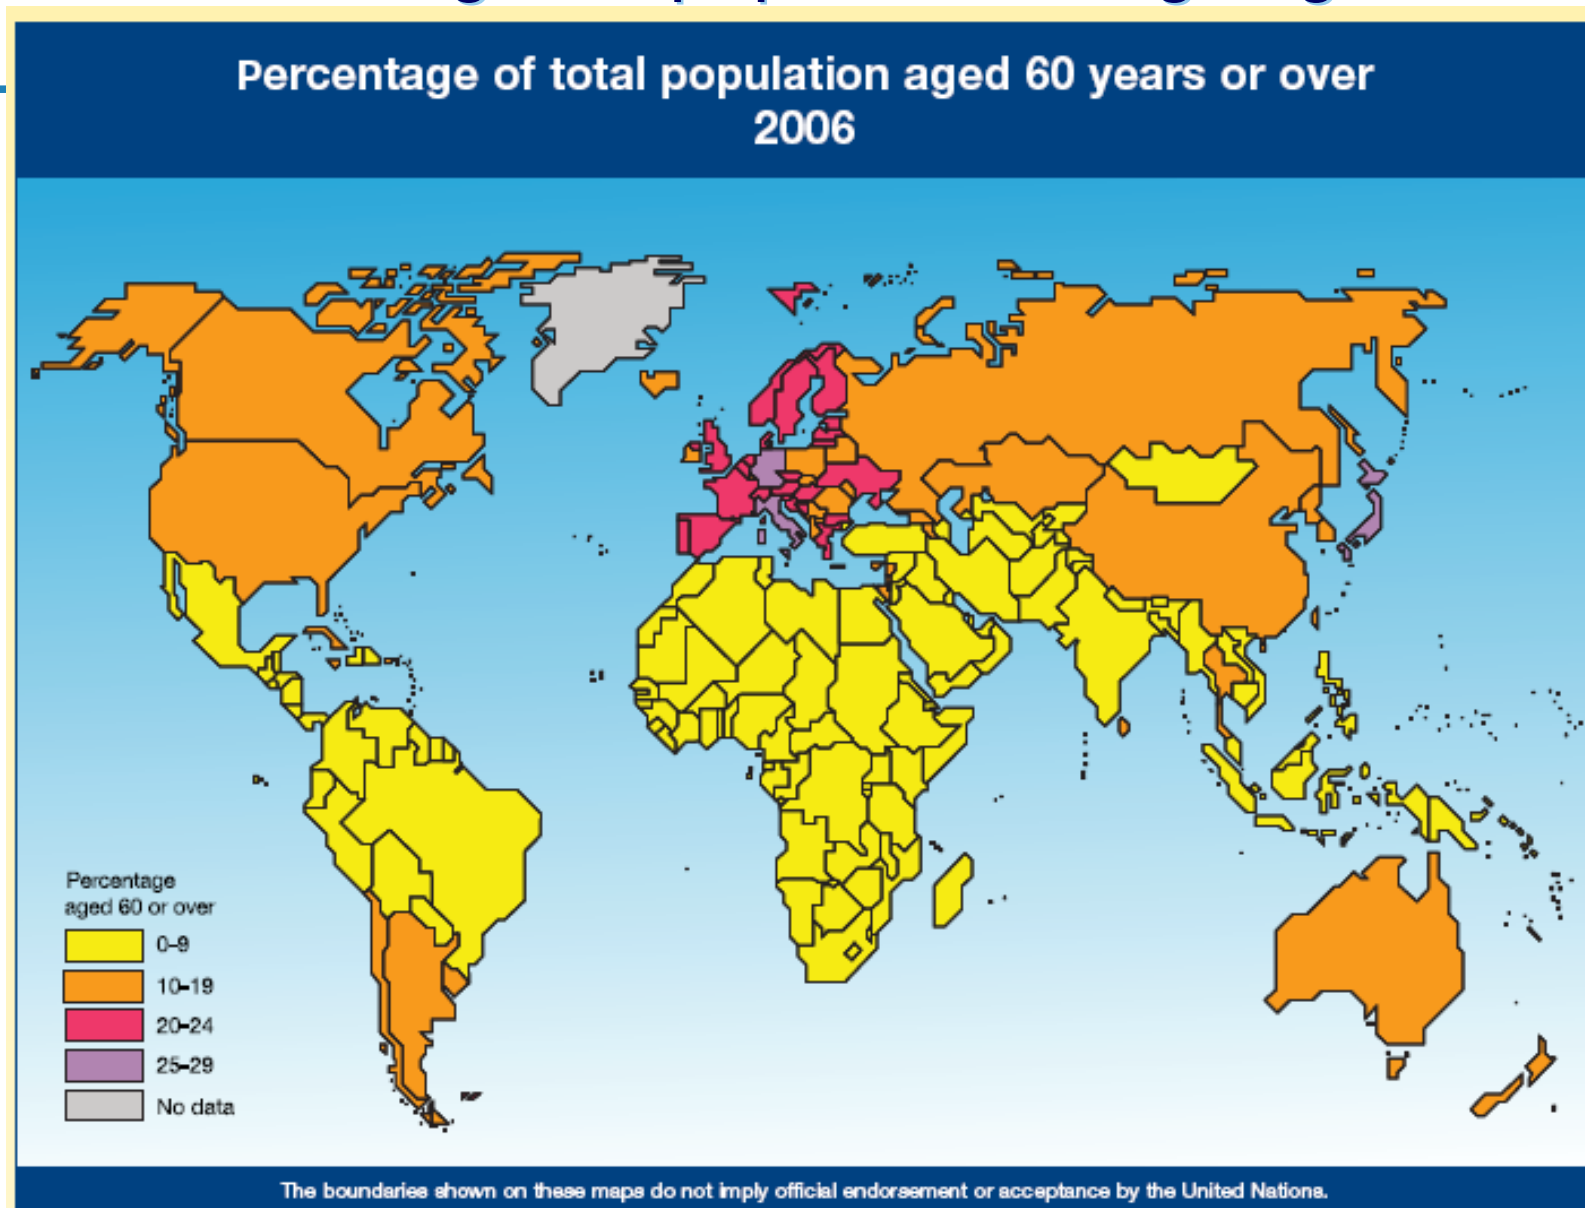 Percentage of total population aged 60 years or over
2006
Percentage
aged 60 or over
0-9
10-19
20-24
25-29
No data
The boundaries shown on these maps do not imply official endorsement or acceptance by the United Nations.